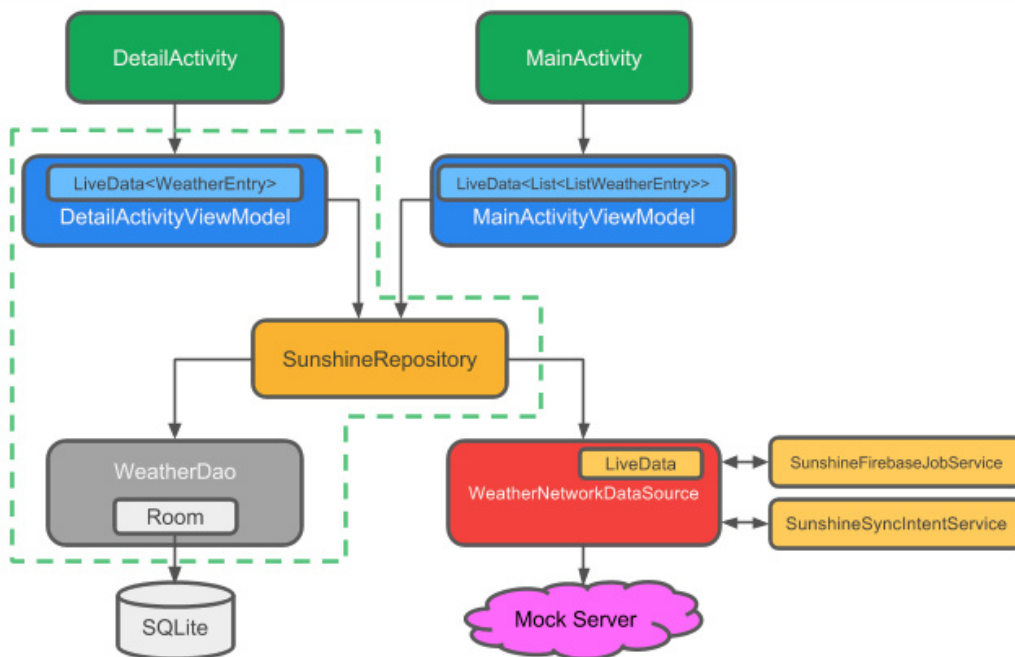 DetailActivity
MainActivity
LiveData<WeatherEntry>
DetailActivityViewModel
LiveData<List<ListWeatherEntry>>
MainActivityViewModel
SunshineRepository
WeatherDao
Room
LiveData
WeatherNetworkDataSource
SunshineFirebaseJobService
SunshineSyncIntentService
SQLite
Mock Server